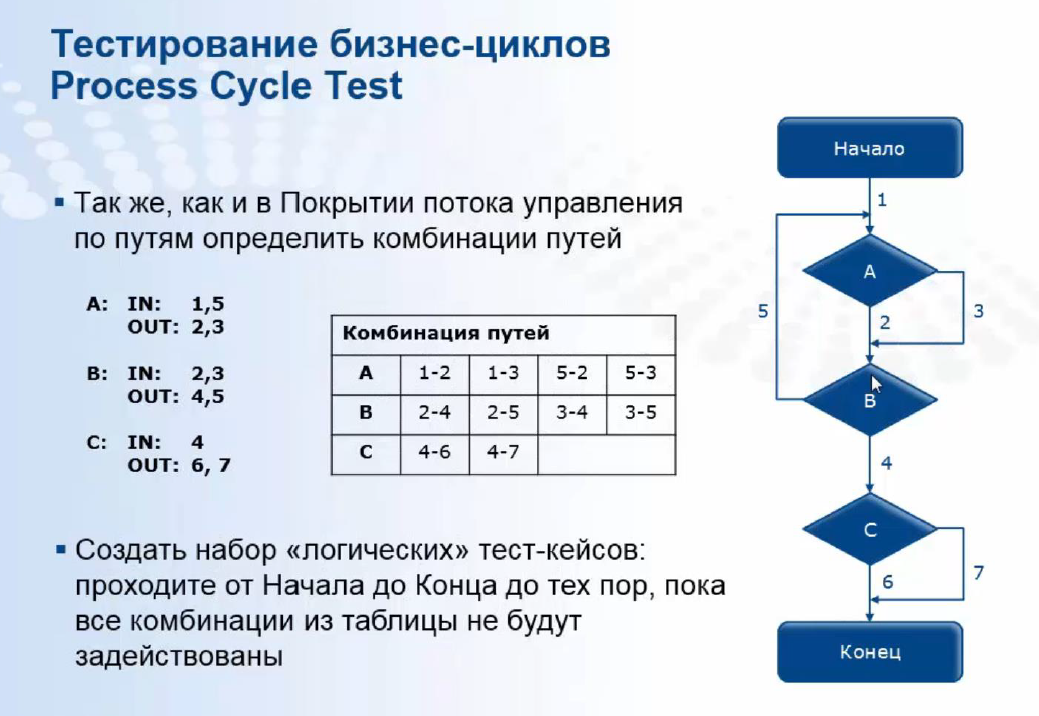 Тестирование бизнес-циклов
Process Cycle Test
Так же, как и в Покрытии потока управления
по путям определить комбинации путей
A: IN: 1,5
OUT: 2,3
B: IN: 2,3
OUT: 4,5
C: IN: 4
OUT: 6, 7
Комбинация путей
A 1-2 1-3 5-2 5-3
B 2-4 2-5 3-4 3-5
C 4-6 4-7
Создать набор «логических» тест-кейсов:
проходите от Начала до Конца до тех пор, пока
все комбинации из таблицы не будут
задействованы
Начало
1
A
5
3
2
B
4
C
7
6
Конец